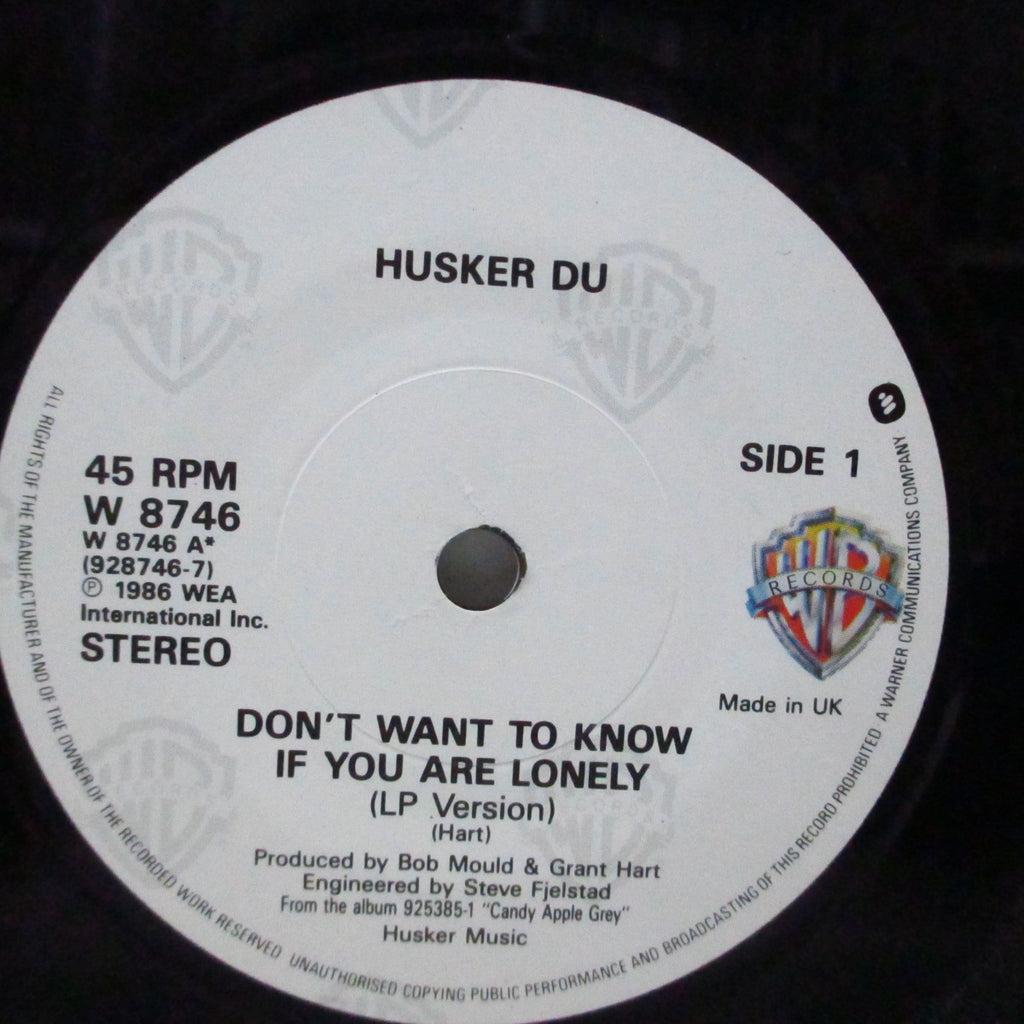 HUSKER DU
SIDE 1
45 RPM
W 8746
W 8746 A*
(928746-7)
Ⓟ 1986 WEA
International Inc.
STEREO
RECORDS
Made in UK
DON'T WANT TO KNOW
IF YOU ARE LONELY
(LP Version)
(Hart)
Produced by Bob Mould & Grant Hart
Engineered by Steve Fjelstad
From the album 925385-1 "Candy Apple Grey"
Husker Music
ALL RIGHTS OF THE MANUFACTURER AND OF THE OWNER OF THE RECORDED WORK RESERVED UNAUTHORISED COPYING PUBLIC PERFORMANCE AND BROADCASTING OF THIS RECORD PROHIBITED · A WARNER COMMUNICATIONS COMPANY ·